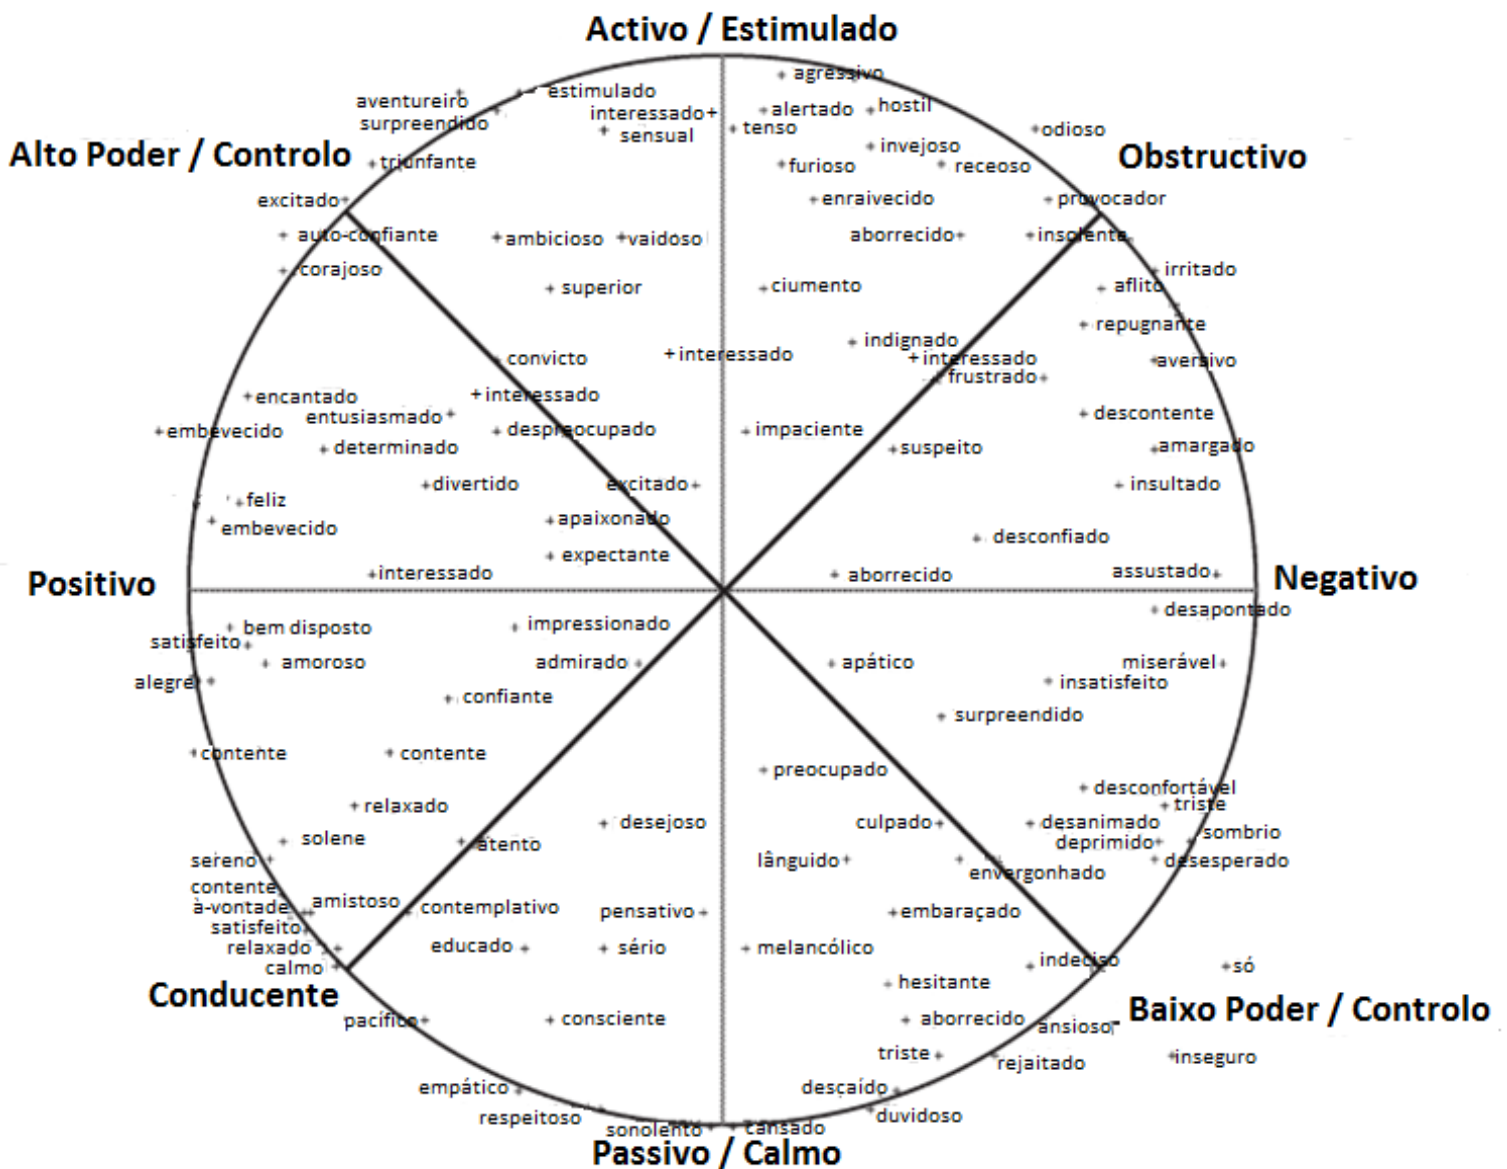 Activo / Estimulado
agressivo
aventureiro
estimulado
surpreendido
interessado
sensual
alertado
hostil
tenso
odioso
Alto Poder / Controlo
triunfante
invejoso
furioso
receoso
Obstructivo
excitado
enraivecido
provocador
auto-confiante
ambicioso
vaidoso
aborrecido
insolente
corajoso
irritado
superior
ciumento
aflito
repugnante
indignado
convicto
interessado
interessado
aversivo
frustrado
encantado
interessado
entusiasmado
descontente
embevecido
despreocupado
impaciente
determinado
suspeito
amargado
divertido
excitado
insultado
feliz
embevecido
apaixonado
desconfiado
expectante
interessado
aborrecido
assustado
Positivo
Negativo
desapontado
bem disposto
impressionado
satisfeito
amoroso
admirado
apático
miserável
alegre
insatisfeito
confiante
surpreendido
contente
contente
preocupado
desconfortável
relaxado
triste
desejoso
culpado
desanimado
solene
atento
sombrio
deprimido
sereno
lânguido
desesperado
envergonhado
contente
à-vontade
amistoso
contemplativo
pensativo
embaraçado
satisfeito
relaxado
educado
sério
melancólico
calmo
indeciso
só
hesitante
Conducente
Baixo Poder / Controlo
pacífico
consciente
aborrecido
ansioso
triste
rejaitado
inseguro
empático
desçaído
respeitoso
duvidoso
sonolento
cansado
Passivo / Calmo